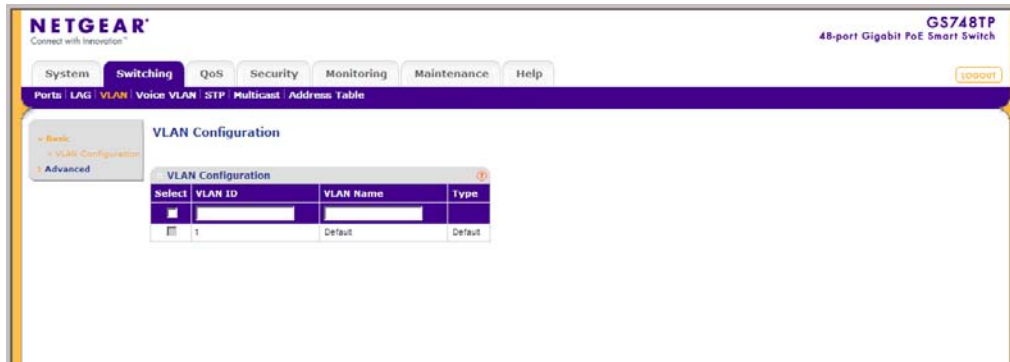 NETGEAR®
Connect with Innovation™
GS748TP
48-port Gigabit PoE Smart Switch
System Switching QoS Security Monitoring Maintenance Help
LOGOUT
Ports LAG VLAN Voice VLAN STP Multicast Address Table
Basic
VLAN Configuration
Advanced
VLAN Configuration
VLAN Configuration ?
Select VLAN ID VLAN Name Type
1 Default Default